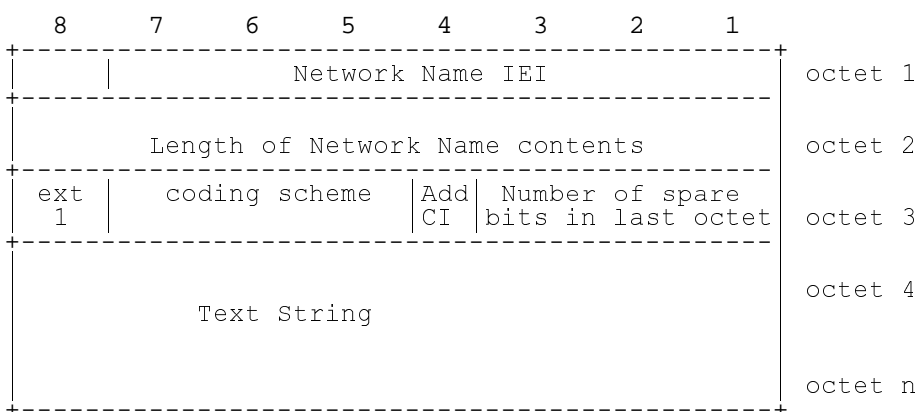 8 7 6 5 4 3 2 1
Network Name IEI octet 1
Length of Network Name contents octet 2
ext coding scheme Add Number of spare
1 CI bits in last octet octet 3
octet 4
Text String
octet n